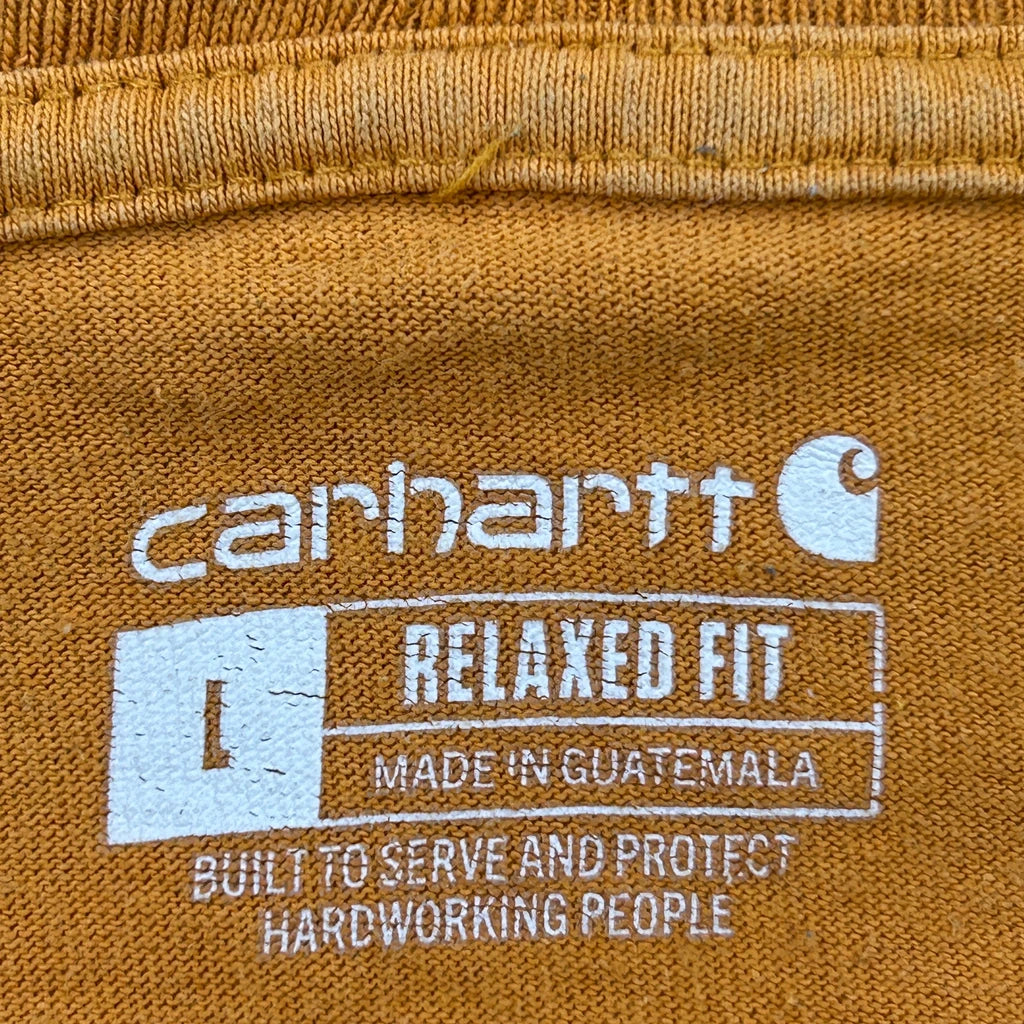 carhartt
L
RELAXED FIT
MADE IN GUATEMALA
BUILT TO SERVE AND PROTECT
HARDWORKING PEOPLE